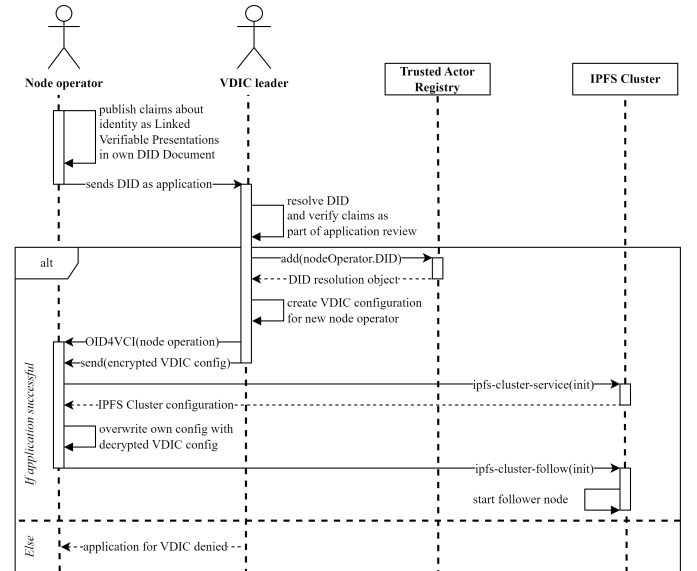 Node operator
VDIC leader
Trusted Actor
Registry
IPFS Cluster
publish claims about
identity as Linked
Verifiable Presentations
in own DID Document
sends DID as application
resolve DID
and verify claims as
part of application review
alt
add(nodeOperator.DID)
DID resolution object
create VDIC configuration
for new node operator
OID4VCI(node operation)
send(encrypted VDIC config)
If application successful
ipfs-cluster-service(init)
IPFS Cluster configuration
overwrite own config with
decrypted VDIC config
ipfs-cluster-follow(init)
start follower node
Else
application for VDIC denied